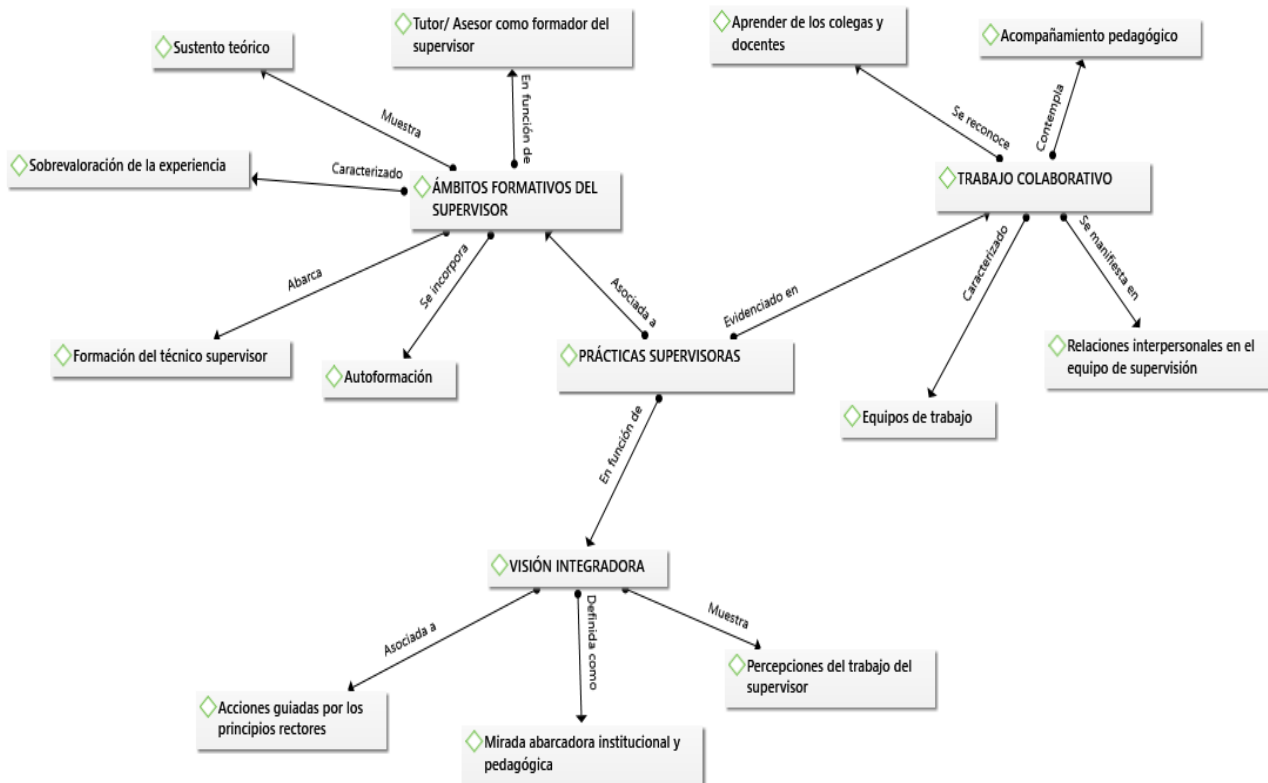 Sustento teórico
Tutor/ Asesor como formador del
supervisor
Aprender de los colegas y
docentes
Acompañamiento pedagógico
Muestra
En función de
Se reconoce
Contempla
Sobrevaloración de la experiencia
Caracterizado
ÁMBITOS FORMATIVOS DEL
SUPERVISOR
TRABAJO COLABORATIVO
Abarca
Se incorpora
Asociada a
Evidenciado en
Caracterizado
Se manifiesta en
Formación del técnico supervisor
Autoformación
PRÁCTICAS SUPERVISORAS
Relaciones interpersonales en el
equipo de supervisión
Equipos de trabajo
En función de
VISIÓN INTEGRADORA
Asociada a
Definida como
Muestra
Percepciones del trabajo del
supervisor
Acciones guiadas por los
principios rectores
Mirada abarcadora institucional y
pedagógica